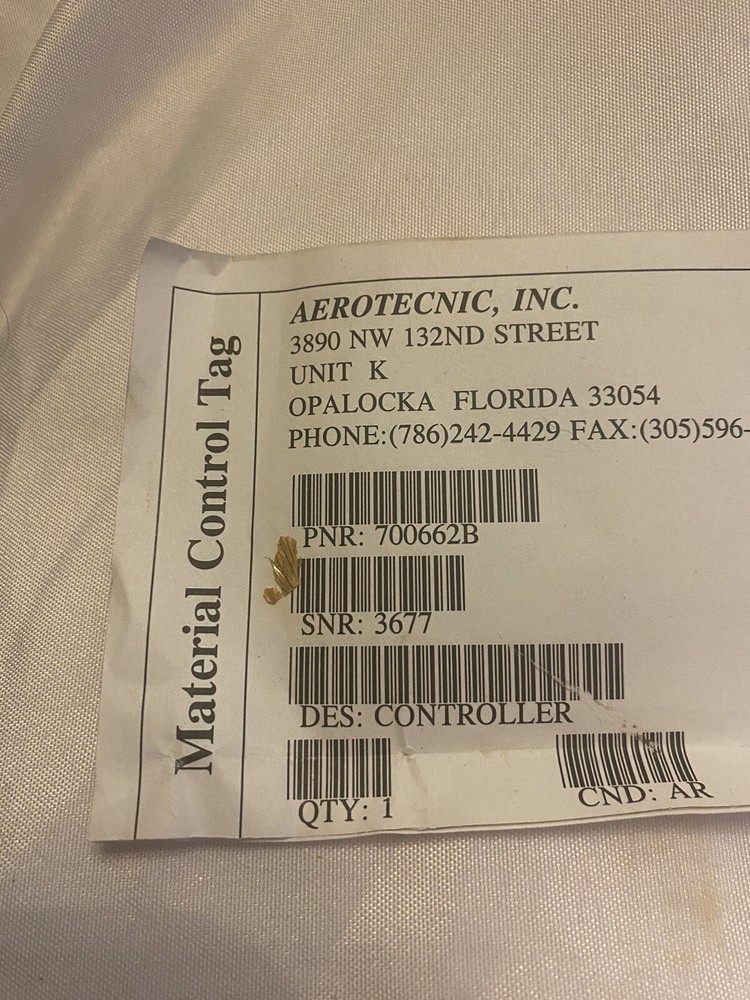 Material Control Tag
AEROTECNIC, INC.
3890 NW 132ND STREET
UNIT K
OPALOCKA FLORIDA 33054
PHONE:(786)242-4429 FAX:(305)596-
PNR: 700662B
SNR: 3677
DES: CONTROLLER
QTY: 1
CND: AR